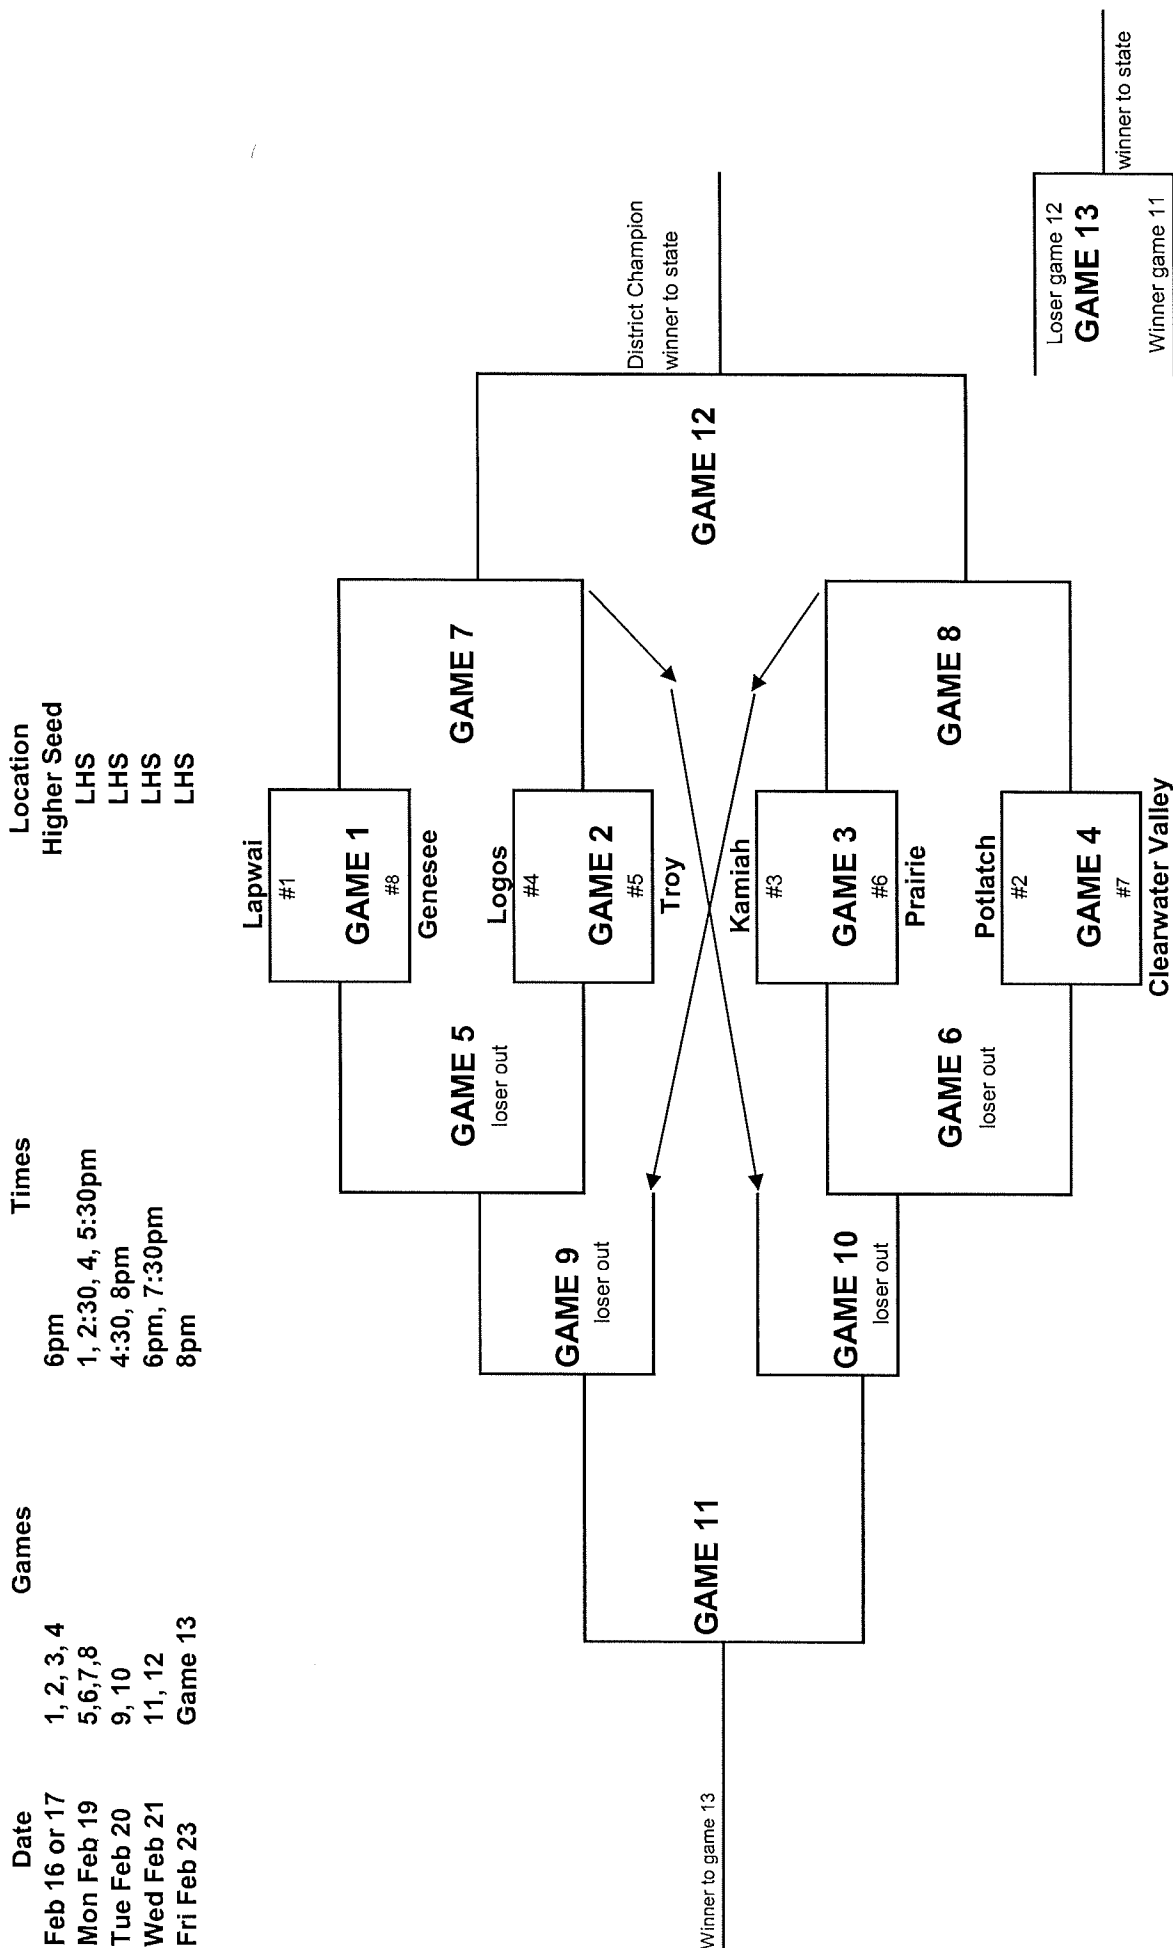 Date Games Times Location
Feb 16 or 17 1, 2, 3, 4 6pm Higher Seed
Mon Feb 19 5,6,7,8 1, 2:30, 4, 5:30pm LHS
Tue Feb 20 9, 10 4:30, 8pm LHS
Wed Feb 21 11, 12 6pm, 7:30pm LHS
Fri Feb 23 Game 13 8pm LHS
Lapwai
#1
GAME 1
#8
Genesee
GAME 5
loser out
GAME 7
Logos
#4
GAME 2
#5
Troy
GAME 9
loser out
District Champion
winner to state
GAME 11
Winner to game 13
GAME 12
Kamiah
#3
GAME 3
#6
Prairie
GAME 10
loser out
GAME 6
loser out
GAME 8
Potlatch
#2
GAME 4
#7
Clearwater Valley
Loser game 12
GAME 13
winner to state
Winner game 11